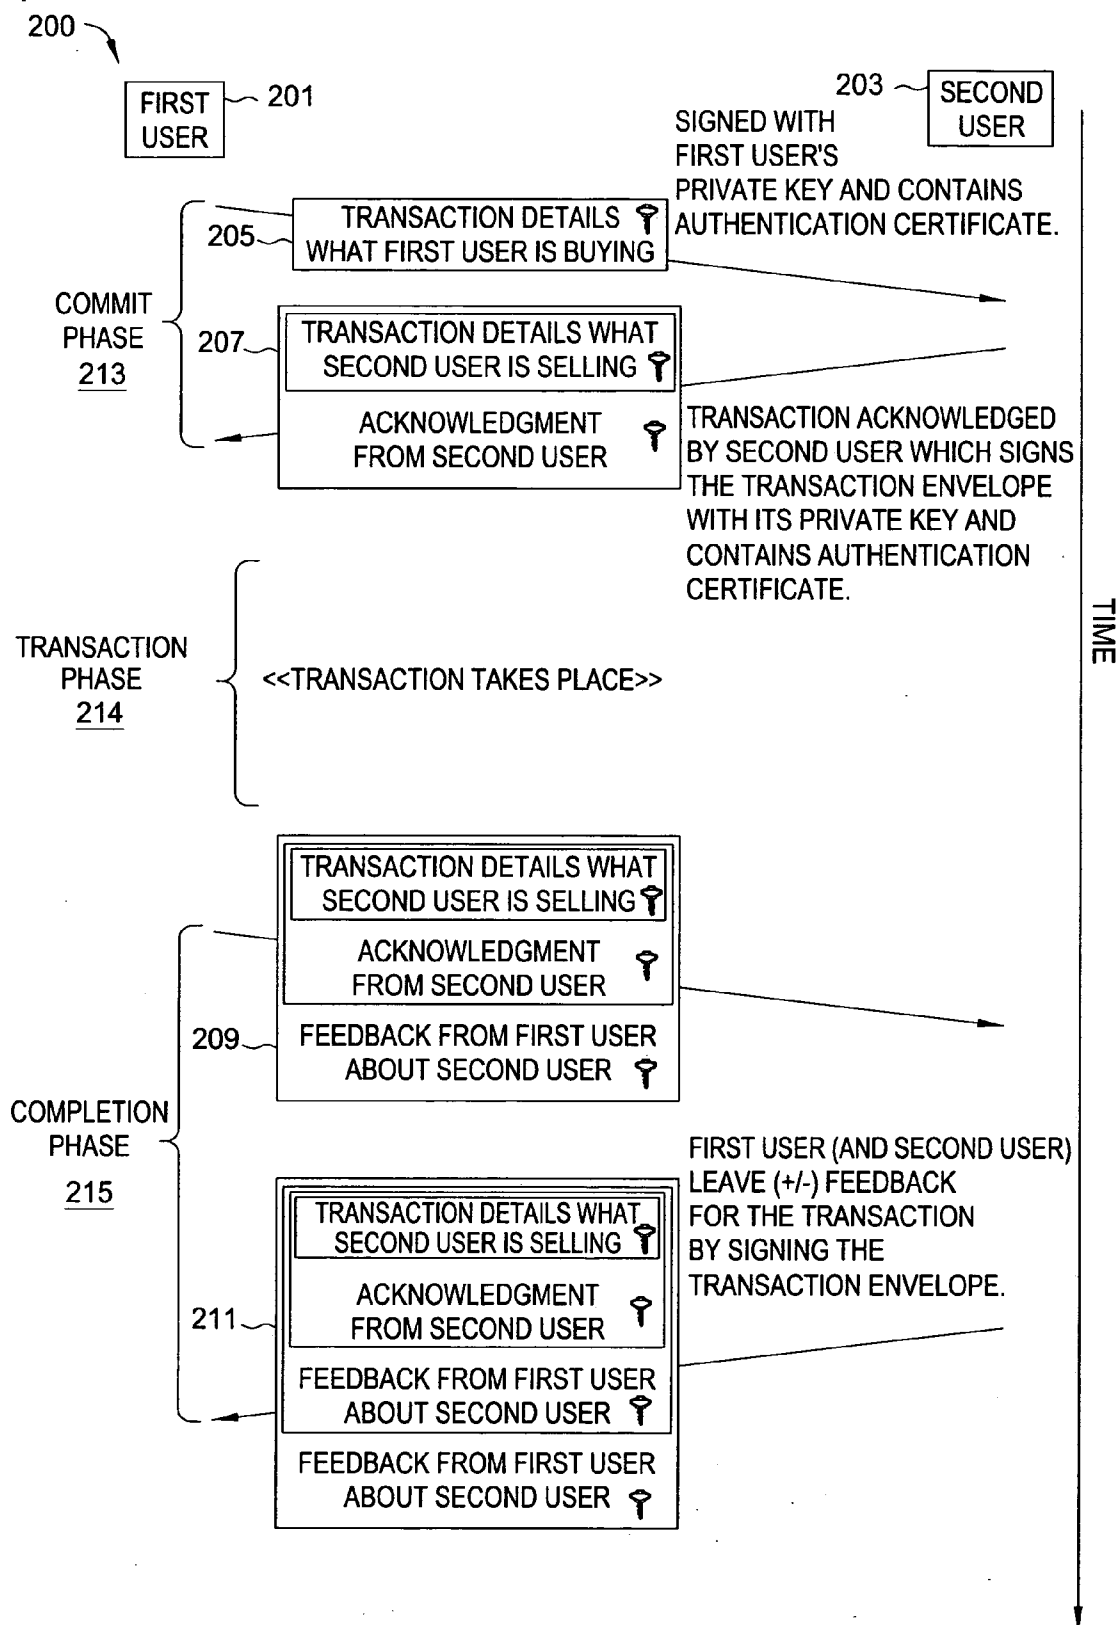 200
FIRST
USER
201
203
SECOND
USER
SIGNED WITH
FIRST USER'S
PRIVATE KEY AND CONTAINS
AUTHENTICATION CERTIFICATE.
TRANSACTION DETAILS
WHAT FIRST USER IS BUYING
205
COMMIT
PHASE
213
207
TRANSACTION DETAILS WHAT
SECOND USER IS SELLING
ACKNOWLEDGMENT
FROM SECOND USER
TRANSACTION ACKNOWLEDGED
BY SECOND USER WHICH SIGNS
THE TRANSACTION ENVELOPE
WITH ITS PRIVATE KEY AND
CONTAINS AUTHENTICATION
CERTIFICATE.
TIME
TRANSACTION
PHASE
214
<<TRANSACTION TAKES PLACE>>
TRANSACTION DETAILS WHAT
SECOND USER IS SELLING
ACKNOWLEDGMENT
FROM SECOND USER
209
FEEDBACK FROM FIRST USER
ABOUT SECOND USER
COMPLETION
PHASE
215
FIRST USER (AND SECOND USER)
LEAVE (+/-) FEEDBACK
FOR THE TRANSACTION
BY SIGNING THE
TRANSACTION ENVELOPE.
TRANSACTION DETAILS WHAT
SECOND USER IS SELLING
ACKNOWLEDGMENT
FROM SECOND USER
211
FEEDBACK FROM FIRST USER
ABOUT SECOND USER
FEEDBACK FROM FIRST USER
ABOUT SECOND USER